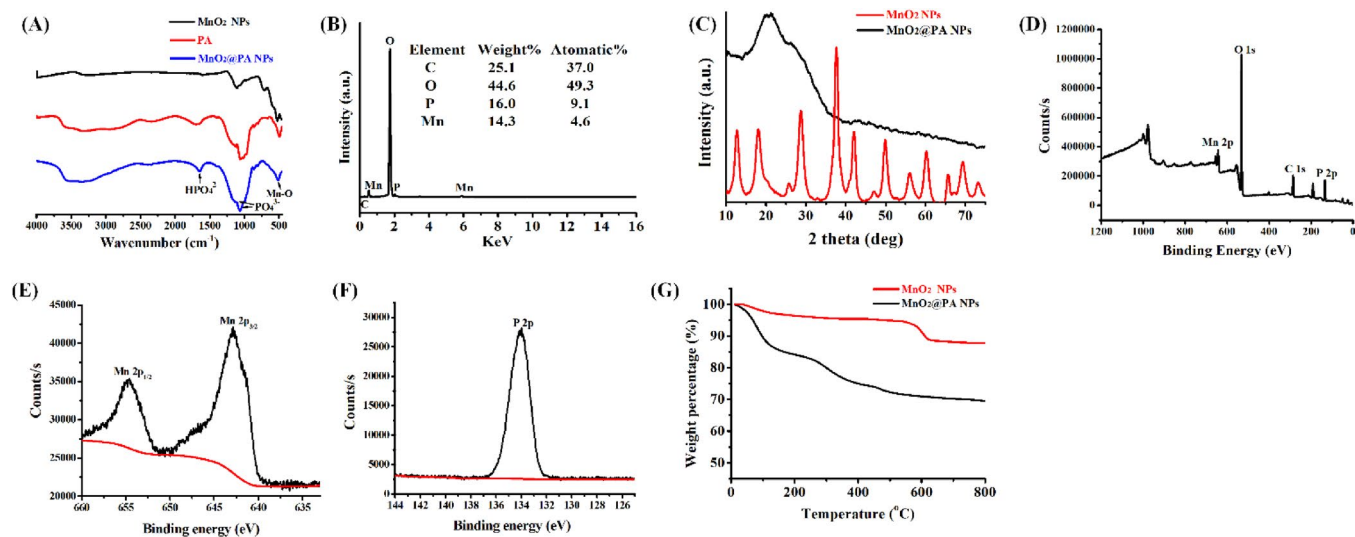 (A)
MnO₂ NPs
PA
MnO₂@PA NPs
HPO₄²
Mn-O
PO₄³⁻
4000 3500 3000 2500 2000 1500 1000 500
Wavenumber (cm⁻¹)
(B)
O
Element Weight% Atomatic%
C 25.1 37.0
O 44.6 49.3
P 16.0 9.1
Mn 14.3 4.6
Intensity (a.u.)
Mn
P
Mn
C
0 2 4 6 8 10 12 14 16
KeV
(C)
MnO₂ NPs
MnO₂@PA NPs
Intensity (a.u.)
10 20 30 40 50 60 70
2 theta (deg)
(D)
1200000
1000000
800000
600000
400000
200000
0
Counts/s
O 1s
Mn 2p
C 1s
P 2p
1200 1000 800 600 400 200 0
Binding Energy (eV)
(E)
45000
40000
35000
30000
25000
20000
Counts/s
Mn 2p₃/₂
Mn 2p₁/₂
660 655 650 645 640 635
Binding energy (eV)
(F)
30000
25000
20000
15000
10000
5000
0
Counts/s
P 2p
144 142 140 138 136 134 132 130 128 126
Binding energy (eV)
(G)
MnO₂ NPs
MnO₂@PA NPs
100
90
80
70
60
50
Weight percentage (%)
0 200 400 600 800
Temperature (°C)